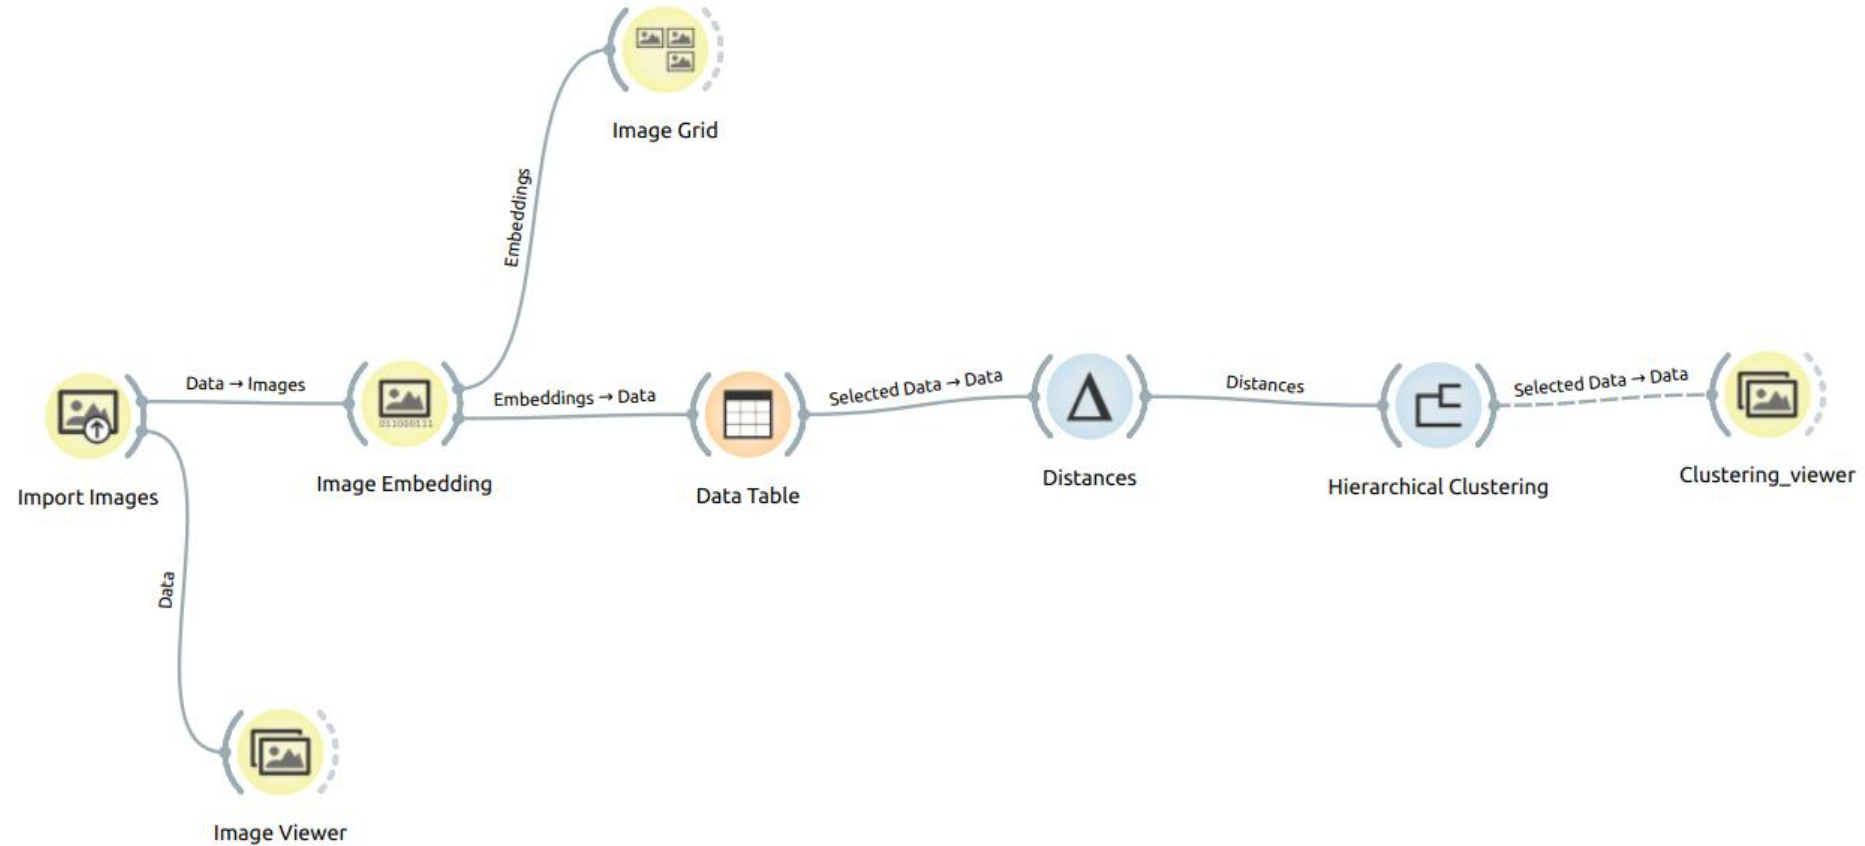 Image Grid
Embeddings
Data → Images
Embeddings → Data
Selected Data → Data
Distances
Selected Data → Data
011000111
Import Images
Image Embedding
Data Table
Distances
Hierarchical Clustering
Clustering_viewer
Data
Image Viewer